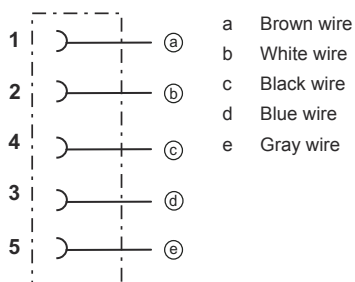 1 ⓐ
2 ⓑ
4 ⓒ
3 ⓓ
5 ⓔ
a Brown wire
b White wire
c Black wire
d Blue wire
e Gray wire